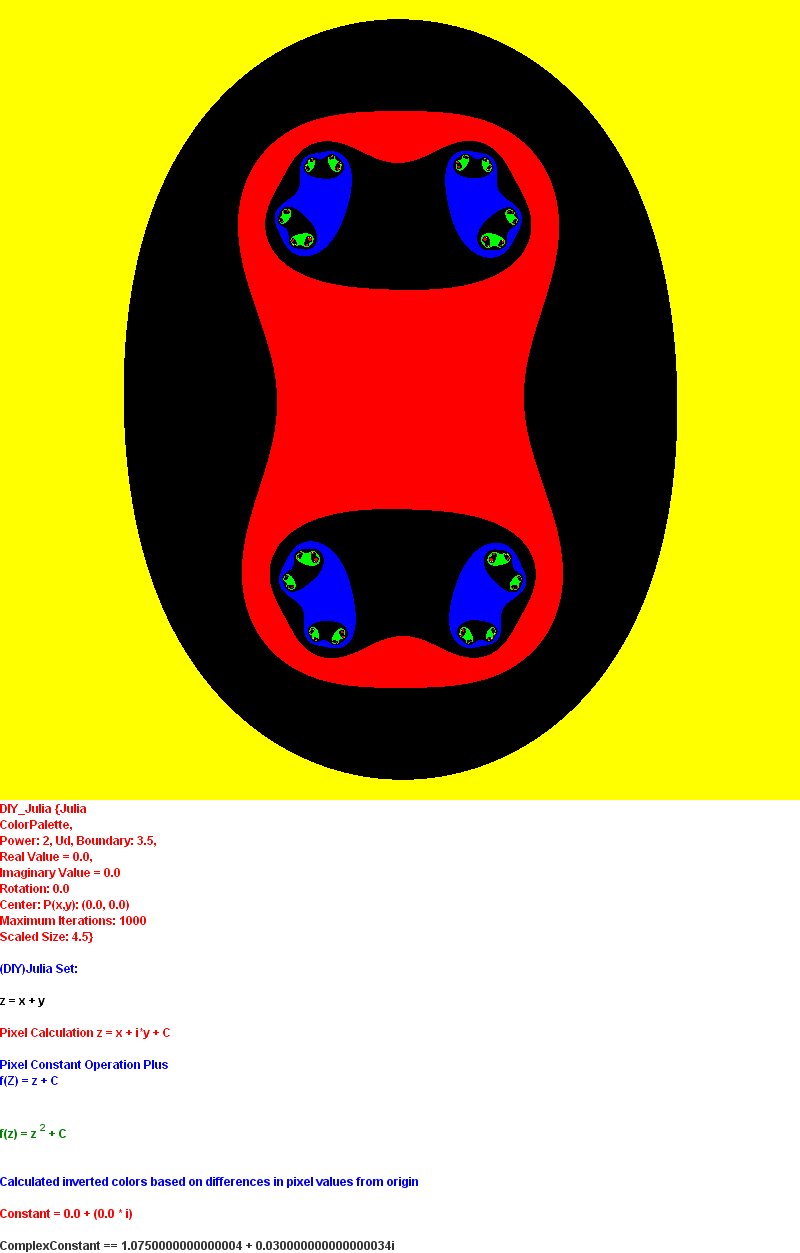 DIY_Julia {Julia
ColorPalette,
Power: 2, Ud, Boundary: 3.5,
Real Value = 0.0,
Imaginary Value = 0.0
Rotation: 0.0
Center: P(x,y): (0.0, 0.0)
Maximum Iterations: 1000
Scaled Size: 4.5}
(DIY)Julia Set:
z = x + y
Pixel Calculation z = x + i*y + C
Pixel Constant Operation Plus
f(Z) = z + C
f(z) = z 2 + C
Calculated inverted colors based on differences in pixel values from origin
Constant = 0.0 + (0.0 * i)
ComplexConstant == 1.0750000000000004 + 0.030000000000000034i